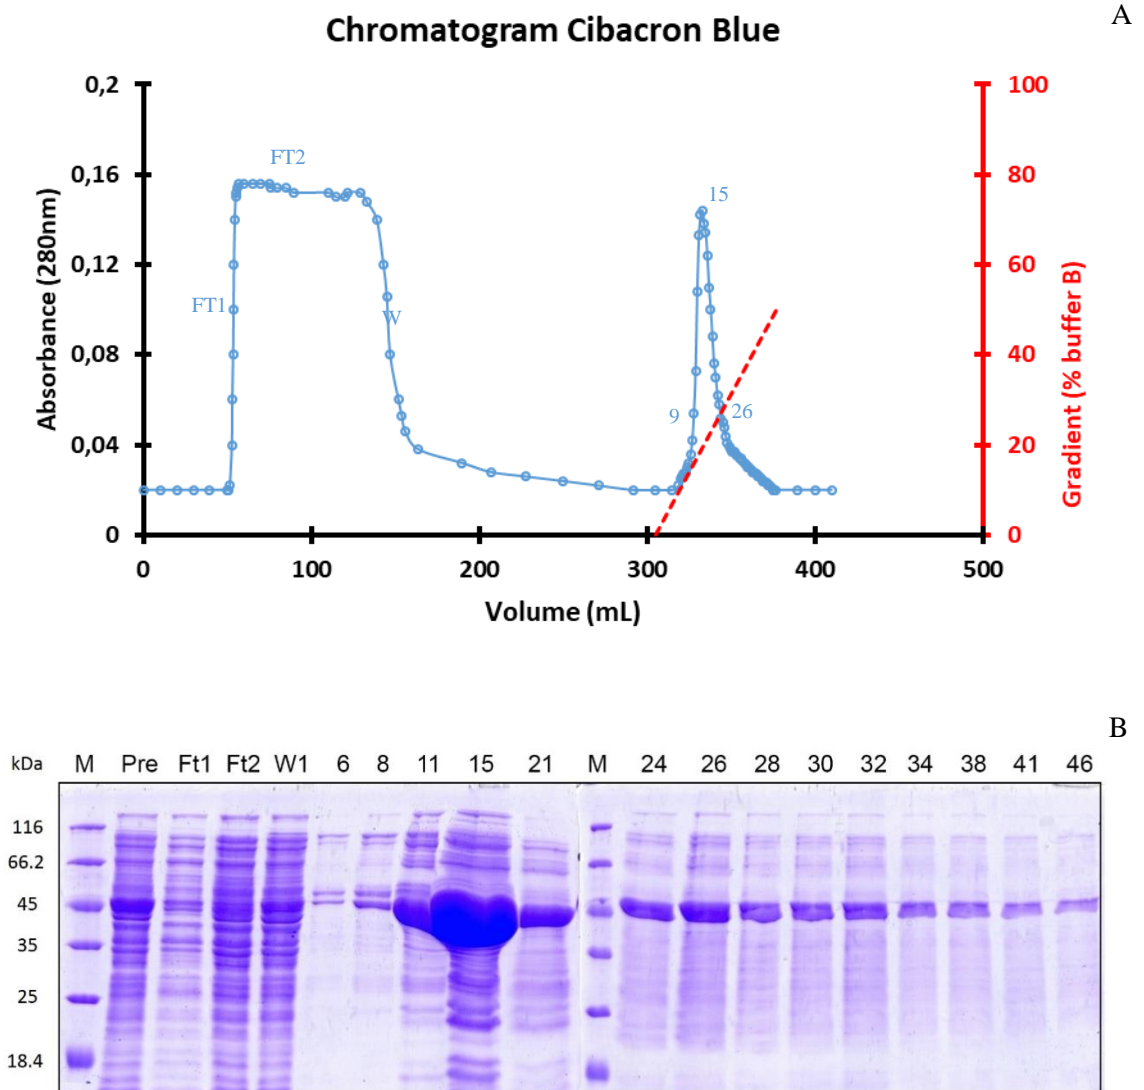 A
Chromatogram Cibacron Blue
0,2
0,16
0,12
0,08
0,04
0
Absorbance (280nm)
100
80
60
40
20
0
Gradient (% buffer B)
FT2
FT1
W
15
9
26
0 100 200 300 400 500
Volume (mL)
B
kDa M Pre Ft1 Ft2 W1 6 8 11 15 21 M 24 26 28 30 32 34 38 41 46
116
66.2
45
35
25
18.4